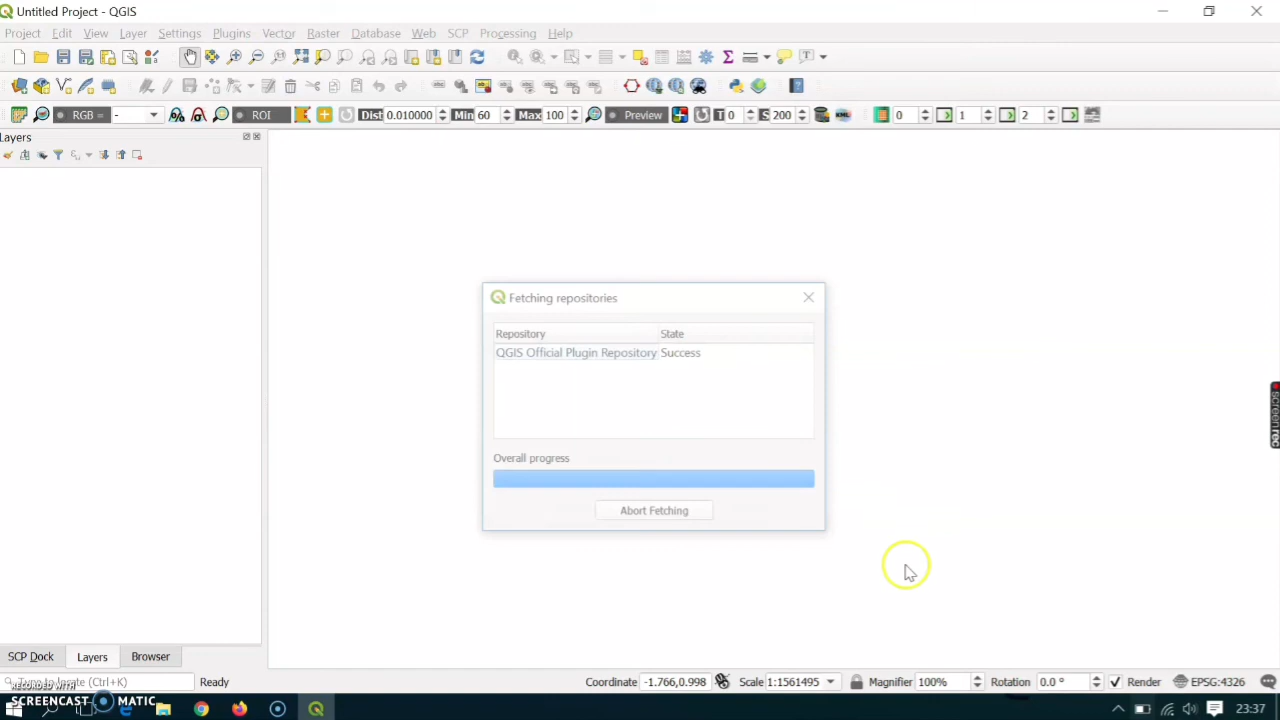 Untitled Project - QGIS
Project Edit View Layer Settings Plugins Vector Raster Database Web SCP Processing Help
RGB = - ROI Dist 0.010000 Min 60 Max 100 Preview T 0 S 200 0 1 2
Layers
Fetching repositories
Repository State
QGIS Official Plugin Repository Success
Overall progress
Abort Fetching
screenrec
SCP Dock Layers Browser
Type to locate (Ctrl+K) Ready Coordinate -1.766,0.998 Scale 1:1561495 Magnifier 100% Rotation 0.0 ° Render EPSG:4326
RECORDED WITH
SCREENCAST MATIC
23:37